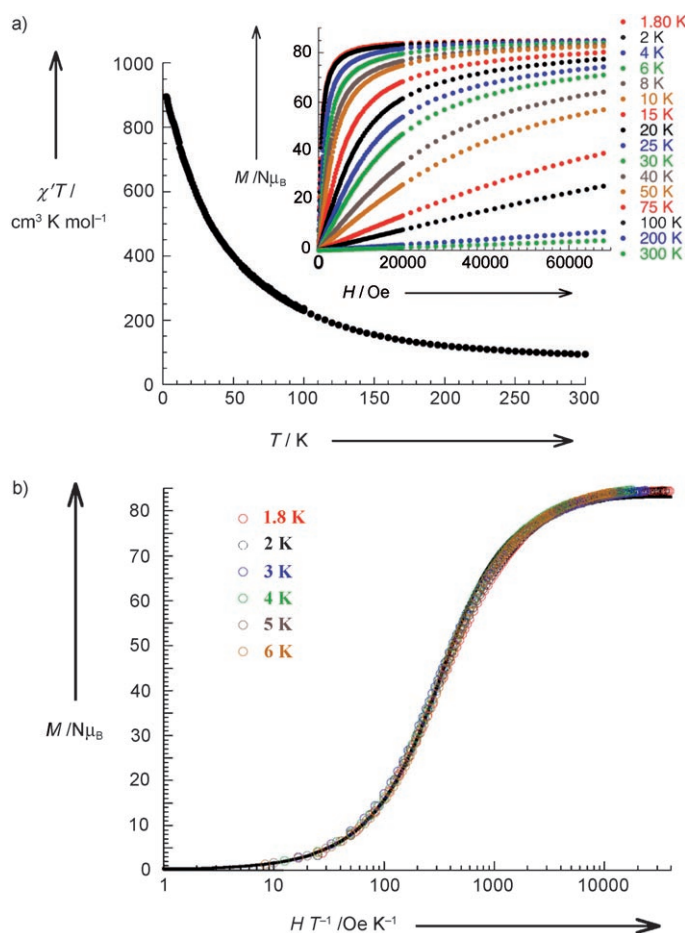 a)
1000
800
600
400
200
0
χ'T /
cm³ K mol⁻¹
0 50 100 150 200 250 300
T / K
80
60
40
20
0
M /NμB
0 20000 40000 60000
H / Oe
1.80 K
2 K
4 K
6 K
8 K
10 K
15 K
20 K
25 K
30 K
40 K
50 K
75 K
100 K
200 K
300 K
b)
80
70
60
50
40
30
20
10
0
M /NμB
1.8 K
2 K
3 K
4 K
5 K
6 K
1 10 100 1000 10000
H T⁻¹ /Oe K⁻¹